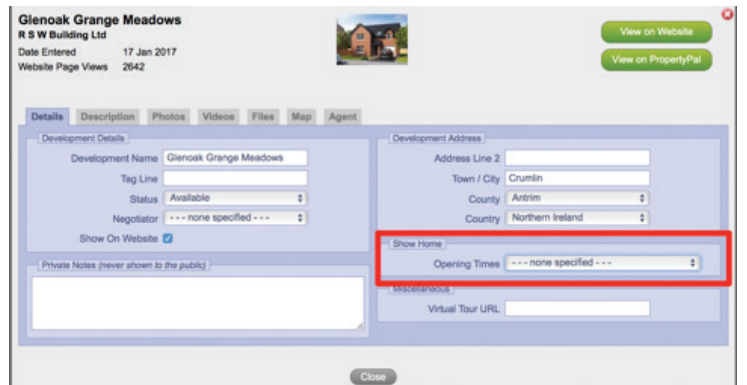 Glenoak Grange Meadows
R S W Building Ltd
Date Entered 17 Jan 2017
Website Page Views 2642
View on Website
View on PropertyPal
Details Description Photos Videos Files Map Agent
Development Details
Development Name Glenoak Grange Meadows
Tag Line
Status Available
Negotiator - - - none specified - - -
Show On Website
Private Notes (never shown to the public)
Development Address
Address Line 2
Town / City Crumlin
County Antrim
Country Northern Ireland
Show Home
Opening Times - - - none specified - - -
Miscellaneous
Virtual Tour URL
Close